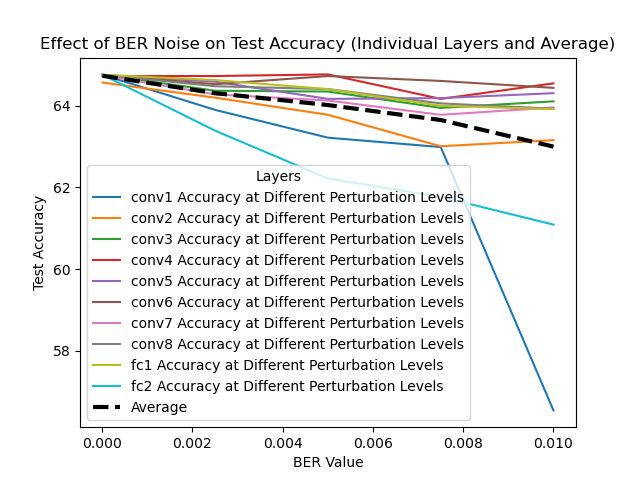 Effect of BER Noise on Test Accuracy (Individual Layers and Average)
Test Accuracy
64
62
60
58
Layers
conv1 Accuracy at Different Perturbation Levels
conv2 Accuracy at Different Perturbation Levels
conv3 Accuracy at Different Perturbation Levels
conv4 Accuracy at Different Perturbation Levels
conv5 Accuracy at Different Perturbation Levels
conv6 Accuracy at Different Perturbation Levels
conv7 Accuracy at Different Perturbation Levels
conv8 Accuracy at Different Perturbation Levels
fc1 Accuracy at Different Perturbation Levels
fc2 Accuracy at Different Perturbation Levels
Average
0.000 0.002 0.004 0.006 0.008 0.010
BER Value